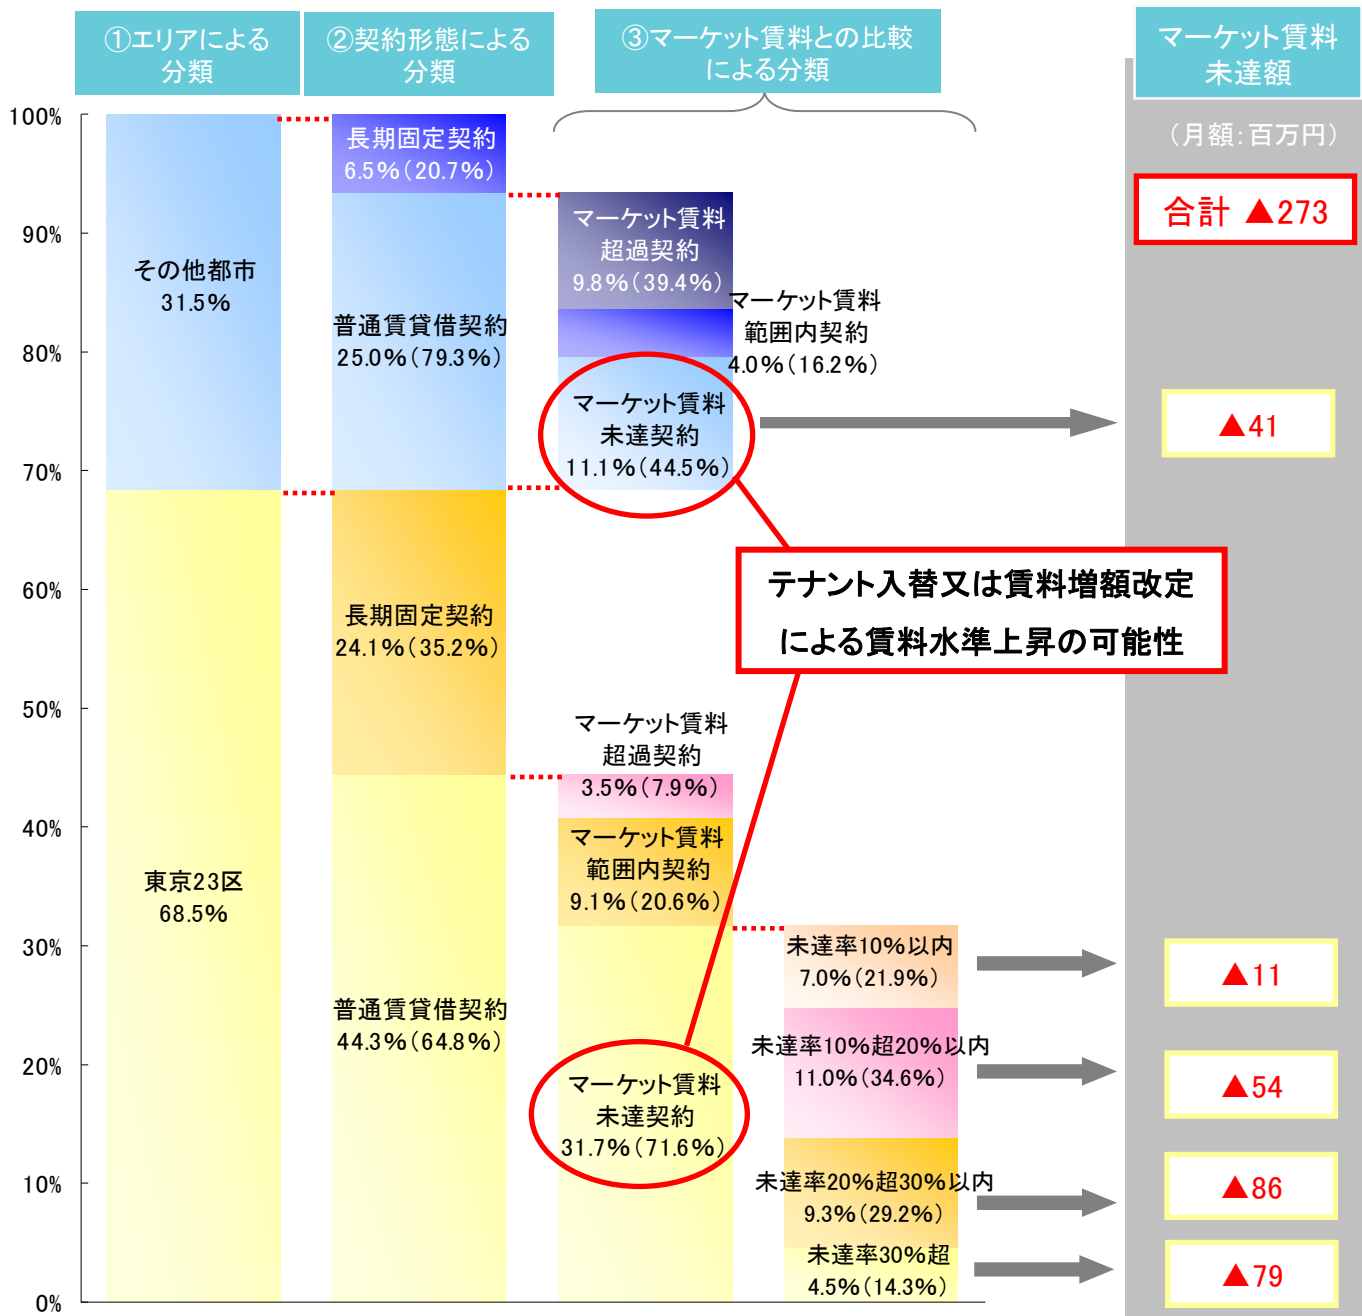 ①エリアによる
分類
②契約形態による
分類
③マーケット賃料との比較
による分類
マーケット賃料
未達額
（月額：百万円）
合計 ▲273
100%
90%
80%
70%
60%
50%
40%
30%
20%
10%
0%
その他都市
31.5%
東京23区
68.5%
長期固定契約
6.5%（20.7%）
普通賃貸借契約
25.0%（79.3%）
長期固定契約
24.1%（35.2%）
普通賃貸借契約
44.3%（64.8%）
マーケット賃料
超過契約
9.8%（39.4%）
マーケット賃料
範囲内契約
4.0%（16.2%）
マーケット賃料
未達契約
11.1%（44.5%）
▲41
テナント入替又は賃料増額改定
による賃料水準上昇の可能性
マーケット賃料
超過契約
3.5%（7.9%）
マーケット賃料
範囲内契約
9.1%（20.6%）
マーケット賃料
未達契約
31.7%（71.6%）
未達率10%以内
7.0%（21.9%）
▲11
未達率10%超20%以内
11.0%（34.6%）
▲54
未達率20%超30%以内
9.3%（29.2%）
▲86
未達率30%超
4.5%（14.3%）
▲79